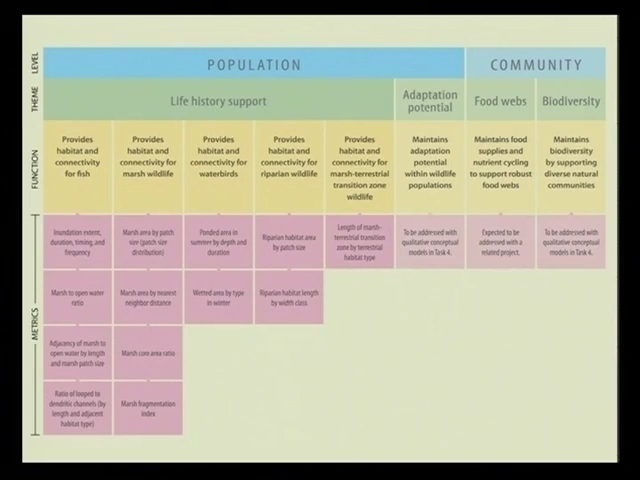 LEVEL
POPULATION
COMMUNITY
THEME
Life history support
Adaptation
potential
Food webs
Biodiversity
FUNCTION
Provides
habitat and
connectivity
for fish
Provides
habitat and
connectivity for
marsh wildlife
Provides
habitat and
connectivity for
waterbirds
Provides
habitat and
connectivity for
riparian wildlife
Provides
habitat and
connectivity for
marsh-terrestrial
transition zone
wildlife
Maintains
adaptation
potential
within wildlife
populations
Maintains food
supplies and
nutrient cycling
to support robust
food webs
Maintains
biodiversity
by supporting
diverse natural
communities
METRICS
Inundation extent,
duration, timing, and
frequency
Marsh area by patch
size (patch size
distribution)
Ponded area in
summer by depth and
duration
Riparian habitat area
by patch size
Length of marsh-
terrestrial transition
zone by terrestrial
habitat type
To be addressed with
qualitative conceptual
models in Task 4.
Expected to be
addressed with a
related project.
To be addressed with
qualitative conceptual
models in Task 4.
Marsh to open water
ratio
Marsh area by nearest
neighbor distance
Wetted area by type
in winter
Riparian habitat length
by width class
Adjacency of marsh to
open water by length
and marsh patch size
Marsh core area ratio
Ratio of looped to
dendritic channels (by
length and adjacent
habitat type)
Marsh fragmentation
index